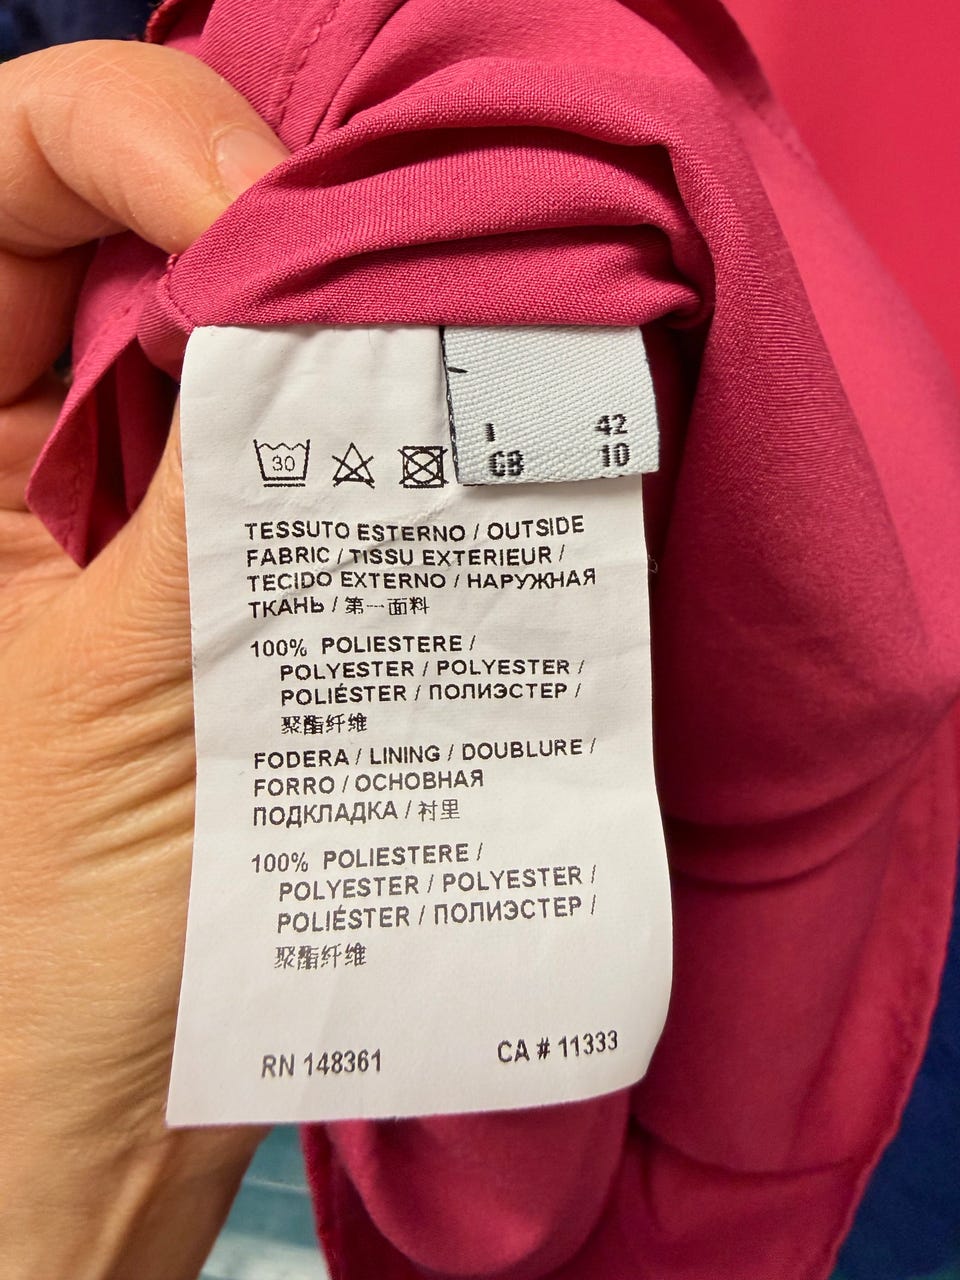 I 42
GB 10
30
TESSUTO ESTERNO / OUTSIDE
FABRIC / TISSU EXTERIEUR /
TECIDO EXTERNO / НАРУЖНАЯ
ТКАНЬ / 第一面料
100% POLIESTERE /
POLYESTER / POLYESTER /
POLIÉSTER / ПОЛИЭСТЕР /
聚酯纤维
FODERA / LINING / DOUBLURE /
FORRO / ОСНОВНАЯ
ПОДКЛАДКА / 衬里
100% POLIESTERE /
POLYESTER / POLYESTER /
POLIÉSTER / ПОЛИЭСТЕР /
聚酯纤维
RN 148361 CA # 11333